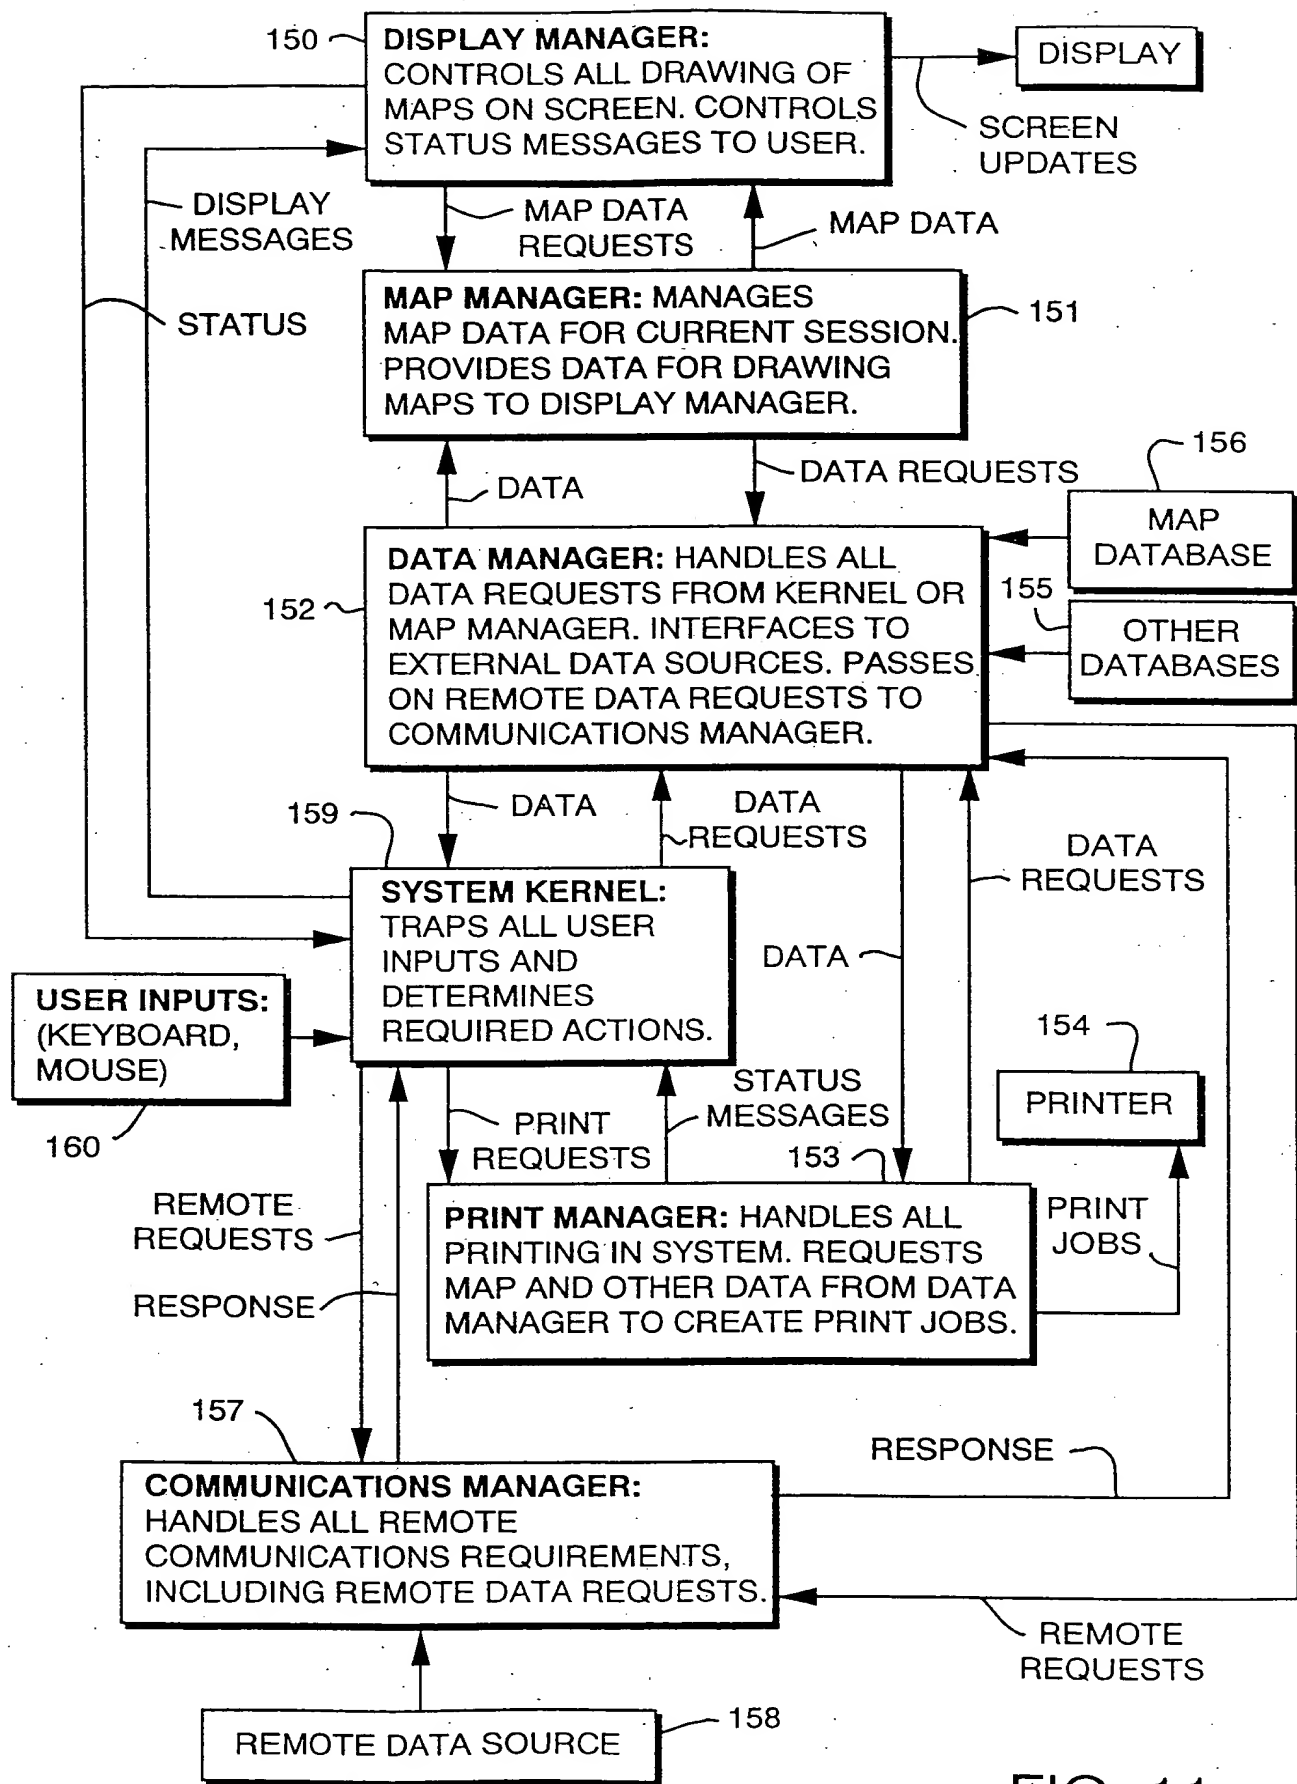 150
DISPLAY MANAGER:
CONTROLS ALL DRAWING OF
MAPS ON SCREEN. CONTROLS
STATUS MESSAGES TO USER.
DISPLAY
SCREEN
UPDATES
DISPLAY
MESSAGES
MAP DATA
REQUESTS
MAP DATA
STATUS
MAP MANAGER: MANAGES
MAP DATA FOR CURRENT SESSION.
PROVIDES DATA FOR DRAWING
MAPS TO DISPLAY MANAGER.
151
DATA
DATA REQUESTS
156
MAP
DATABASE
152
DATA MANAGER: HANDLES ALL
DATA REQUESTS FROM KERNEL OR
MAP MANAGER. INTERFACES TO
EXTERNAL DATA SOURCES. PASSES
ON REMOTE DATA REQUESTS TO
COMMUNICATIONS MANAGER.
155
OTHER
DATABASES
159
DATA
DATA
REQUESTS
DATA
REQUESTS
SYSTEM KERNEL:
TRAPS ALL USER
INPUTS AND
DETERMINES
REQUIRED ACTIONS.
DATA
USER INPUTS:
(KEYBOARD,
MOUSE)
160
154
PRINTER
PRINT
REQUESTS
STATUS
MESSAGES
153
REMOTE
REQUESTS
RESPONSE
PRINT MANAGER: HANDLES ALL
PRINTING IN SYSTEM. REQUESTS
MAP AND OTHER DATA FROM DATA
MANAGER TO CREATE PRINT JOBS.
PRINT
JOBS
157
RESPONSE
COMMUNICATIONS MANAGER:
HANDLES ALL REMOTE
COMMUNICATIONS REQUIREMENTS,
INCLUDING REMOTE DATA REQUESTS.
REMOTE
REQUESTS
REMOTE DATA SOURCE
158
FIG. 11